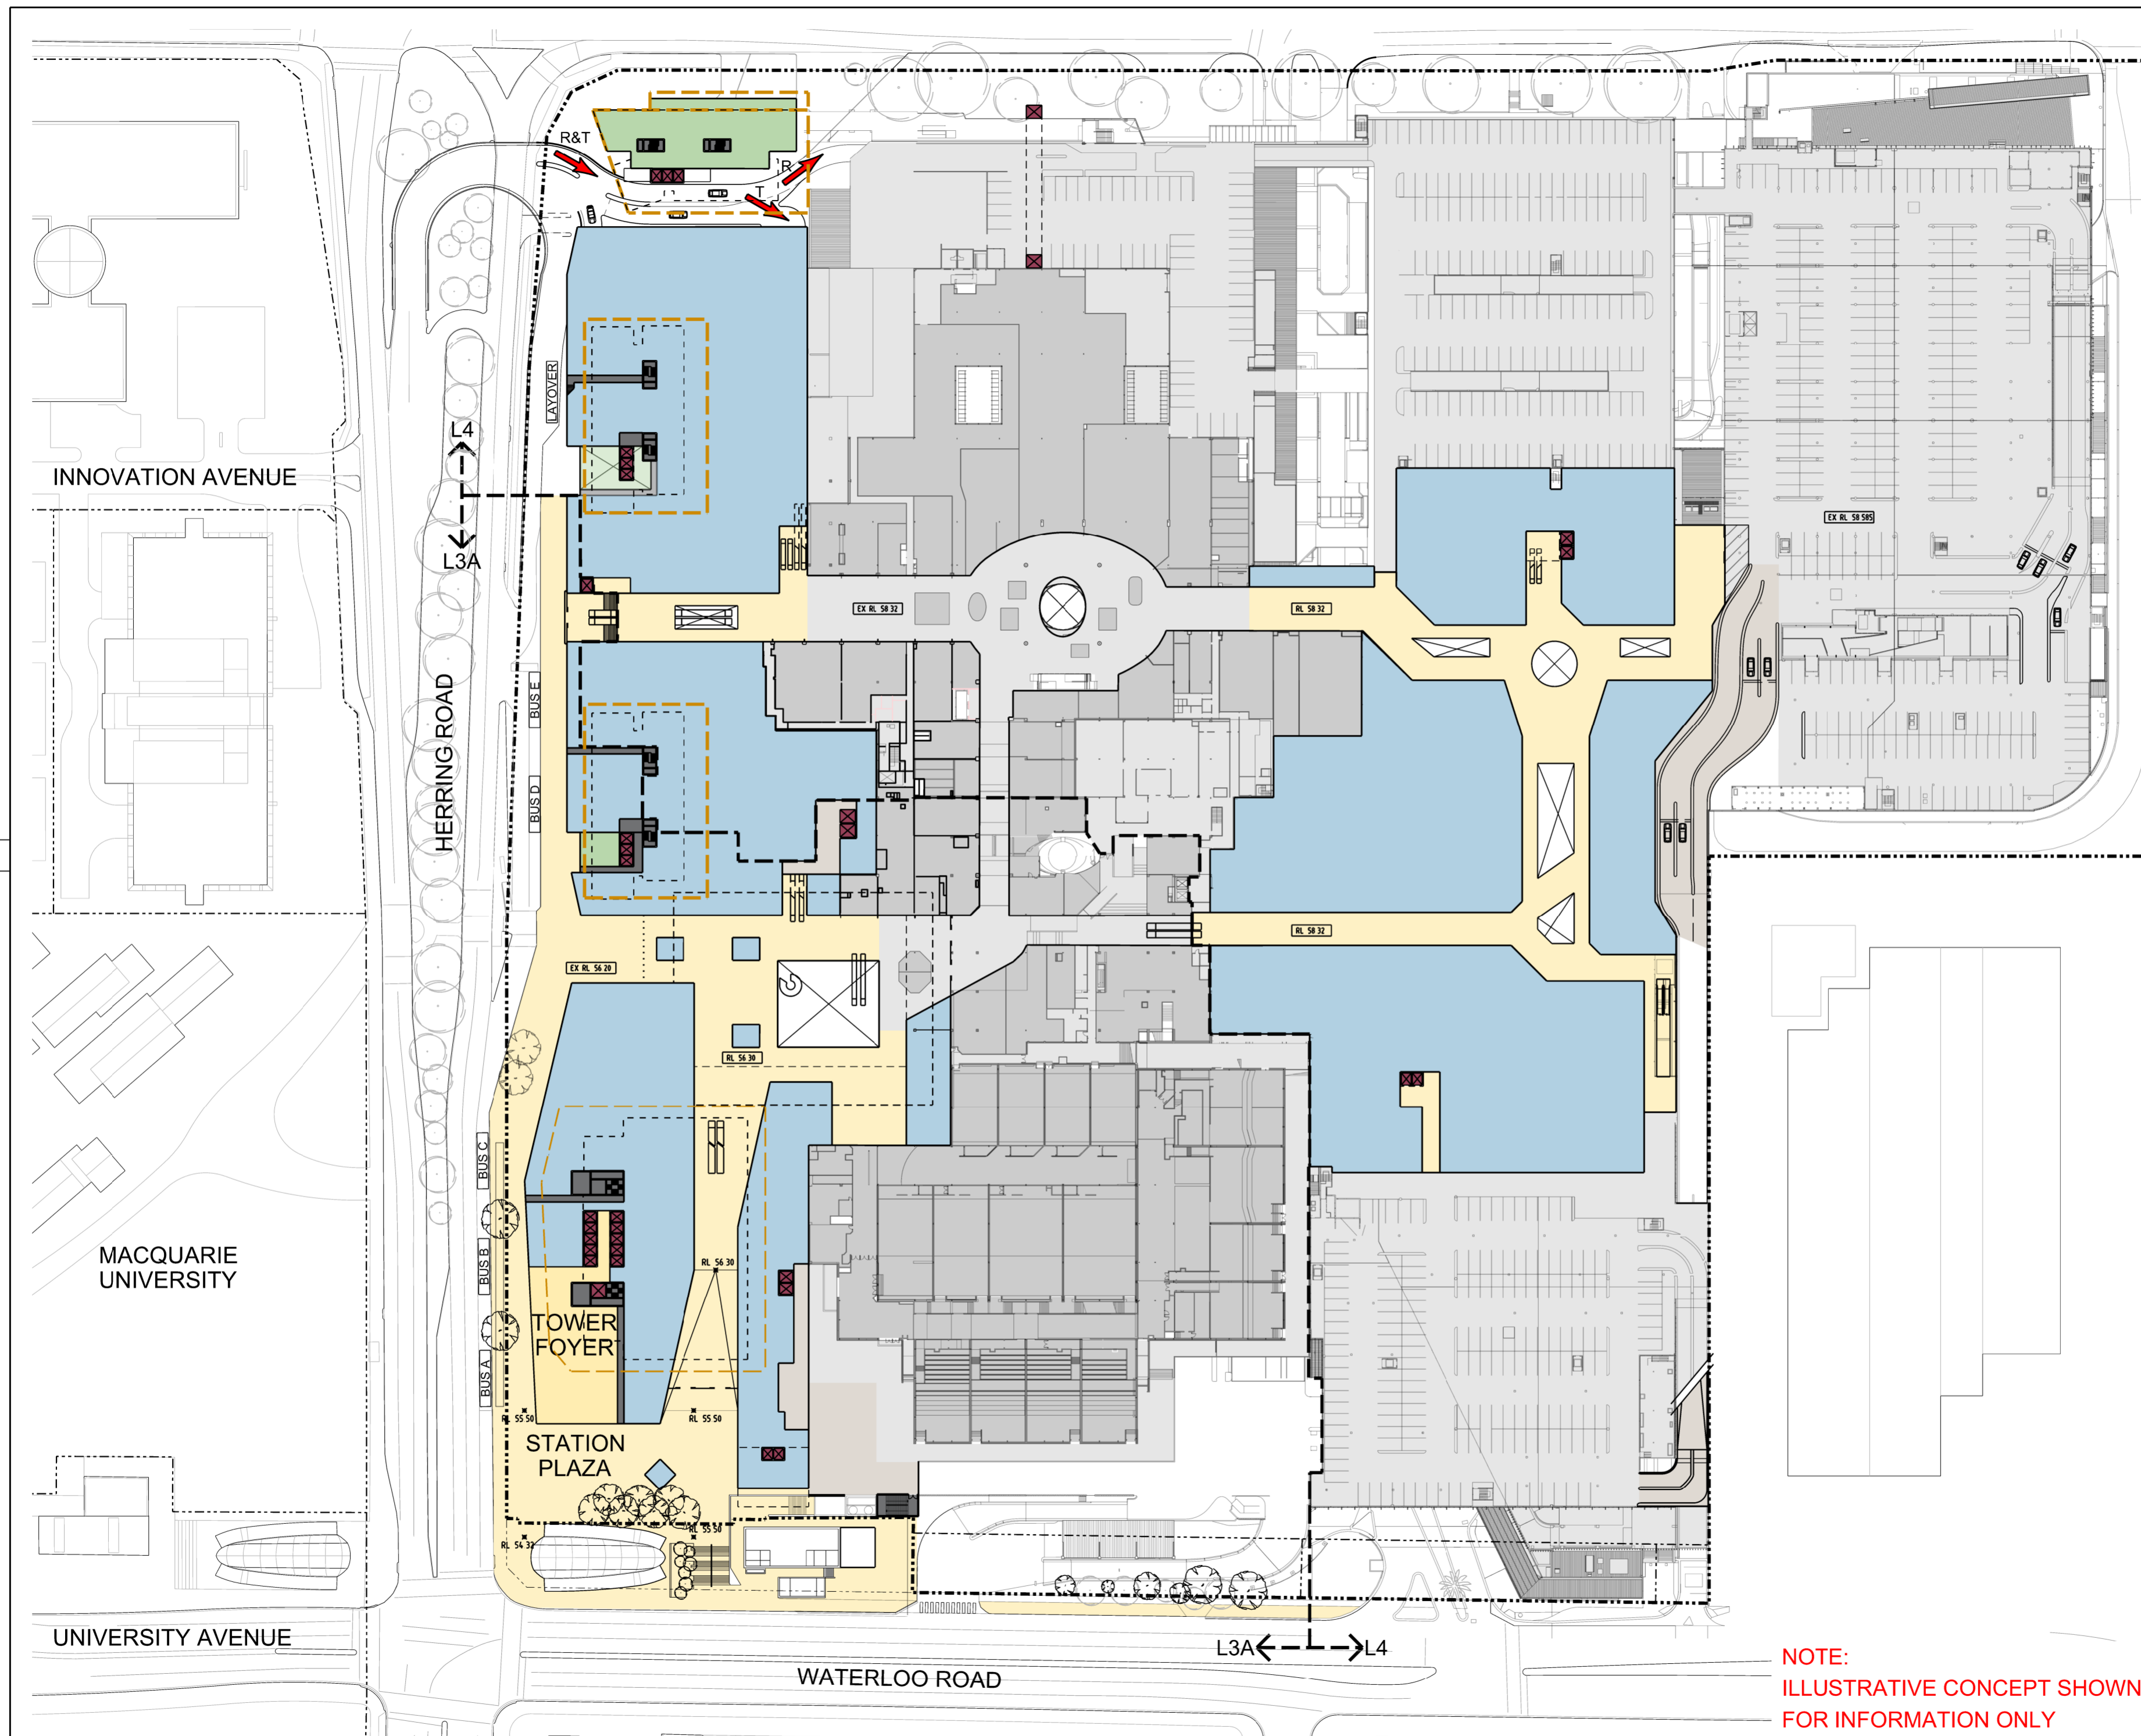 R&T
R
T
LAYOVER
L4
INNOVATION AVENUE
L3A
EX RL 58 585
PP
EX RL 58 32
RL 58 32
HERRING ROAD
BUS E
BUS D
RL 58 32
EX RL 56 20
RL 56 30
BUS C
MACQUARIE
UNIVERSITY
BUS B
RL 56 30
TOWER
FOYER
BUS A
RL 55 50
RL 55 50
STATION
PLAZA
RL 55 50
RL 54 32
UNIVERSITY AVENUE
L3A
L4
WATERLOO ROAD
NOTE:
ILLUSTRATIVE CONCEPT SHOWN
FOR INFORMATION ONLY